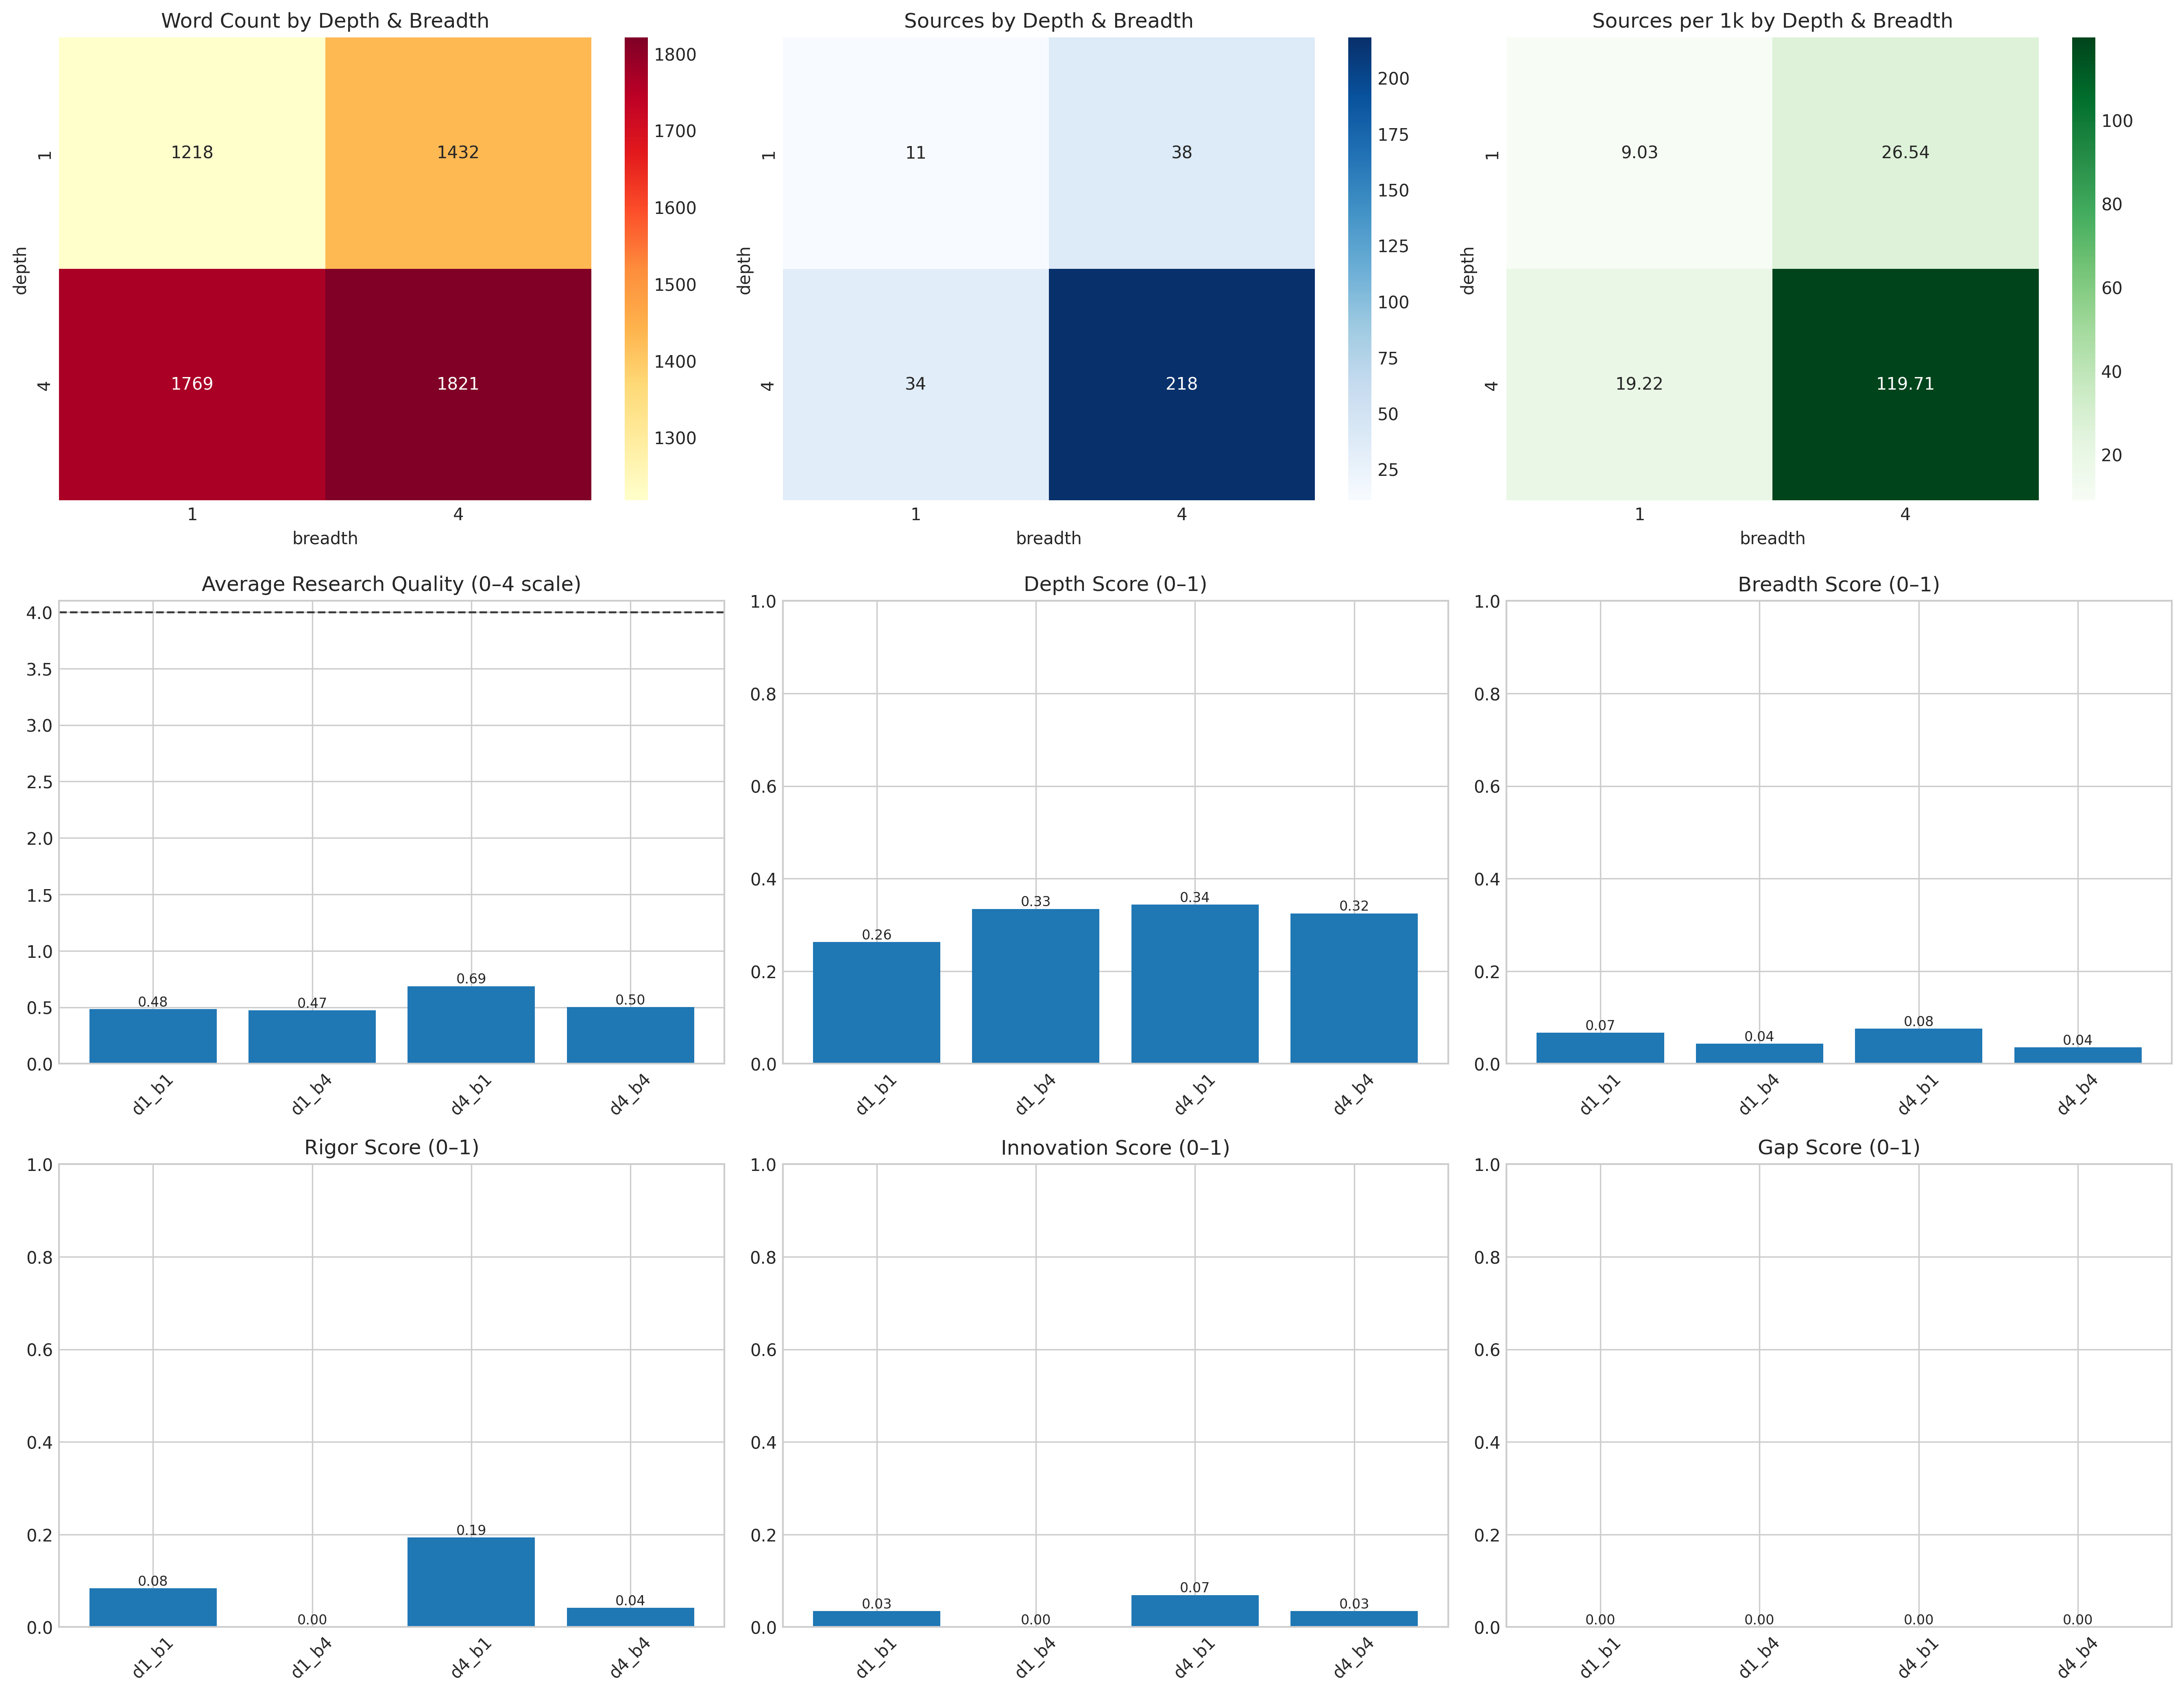 Word Count by Depth & Breadth
1218 1432
1769 1821
1
4
depth
1 4
breadth
1800
1700
1600
1500
1400
1300
Sources by Depth & Breadth
11 38
34 218
1
4
depth
1 4
breadth
200
175
150
125
100
75
50
25
Sources per 1k by Depth & Breadth
9.03 26.54
19.22 119.71
1
4
depth
1 4
breadth
100
80
60
40
20
Average Research Quality (0–4 scale)
4.0
3.5
3.0
2.5
2.0
1.5
1.0
0.5
0.0
0.48 0.47 0.69 0.50
d1_b1 d1_b4 d4_b1 d4_b4
Depth Score (0–1)
1.0
0.8
0.6
0.4
0.2
0.0
0.26 0.33 0.34 0.32
d1_b1 d1_b4 d4_b1 d4_b4
Breadth Score (0–1)
1.0
0.8
0.6
0.4
0.2
0.0
0.07 0.04 0.08 0.04
d1_b1 d1_b4 d4_b1 d4_b4
Rigor Score (0–1)
1.0
0.8
0.6
0.4
0.2
0.0
0.08 0.00 0.19 0.04
d1_b1 d1_b4 d4_b1 d4_b4
Innovation Score (0–1)
1.0
0.8
0.6
0.4
0.2
0.0
0.03 0.00 0.07 0.03
d1_b1 d1_b4 d4_b1 d4_b4
Gap Score (0–1)
1.0
0.8
0.6
0.4
0.2
0.0
0.00 0.00 0.00 0.00
d1_b1 d1_b4 d4_b1 d4_b4